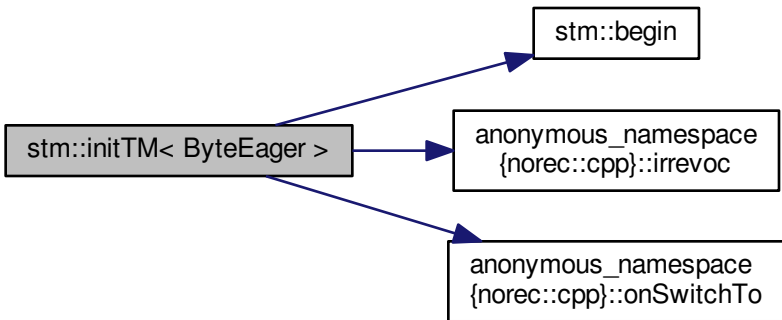 stm::begin
stm::initTM< ByteEager >
anonymous_namespace
{norec::cpp}::irrevoc
anonymous_namespace
{norec::cpp}::onSwitchTo